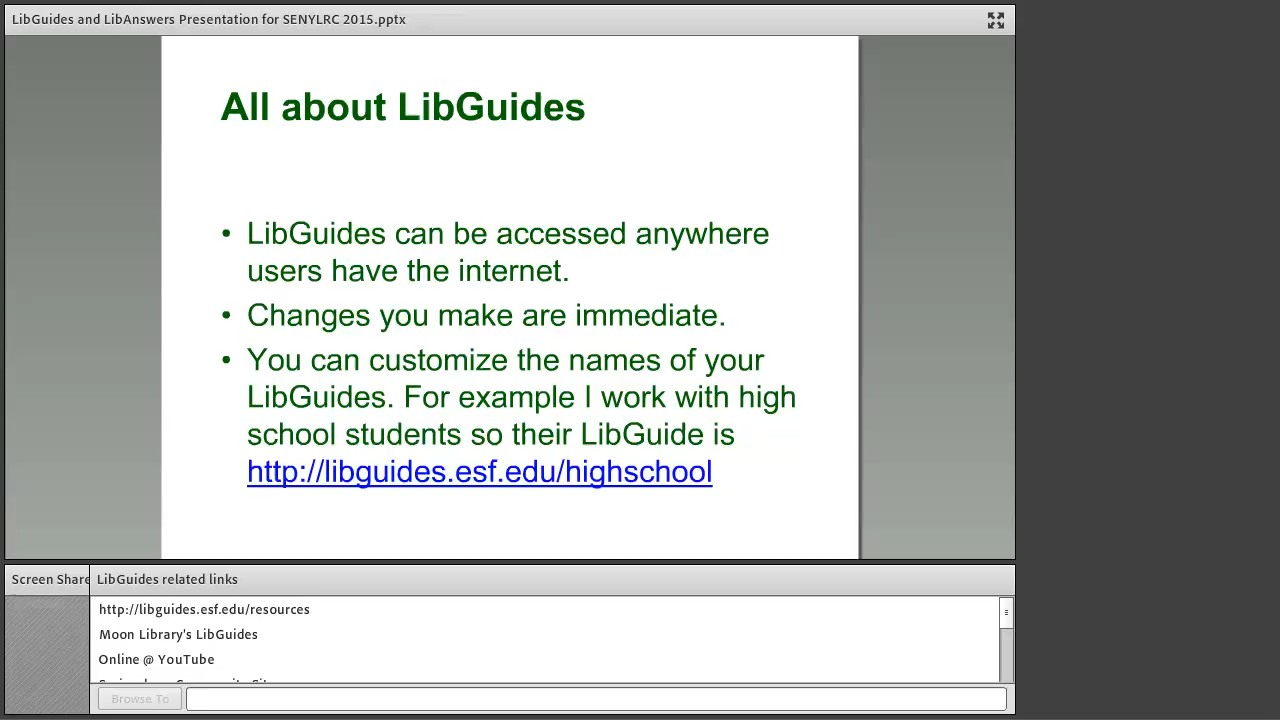 LibGuides and LibAnswers Presentation for SENYLRC 2015.pptx
All about LibGuides
• LibGuides can be accessed anywhere
users have the internet.
• Changes you make are immediate.
• You can customize the names of your
LibGuides. For example I work with high
school students so their LibGuide is
http://libguides.esf.edu/highschool
Screen Share
LibGuides related links
http://libguides.esf.edu/resources
Moon Library's LibGuides
Online @ YouTube
Browse To